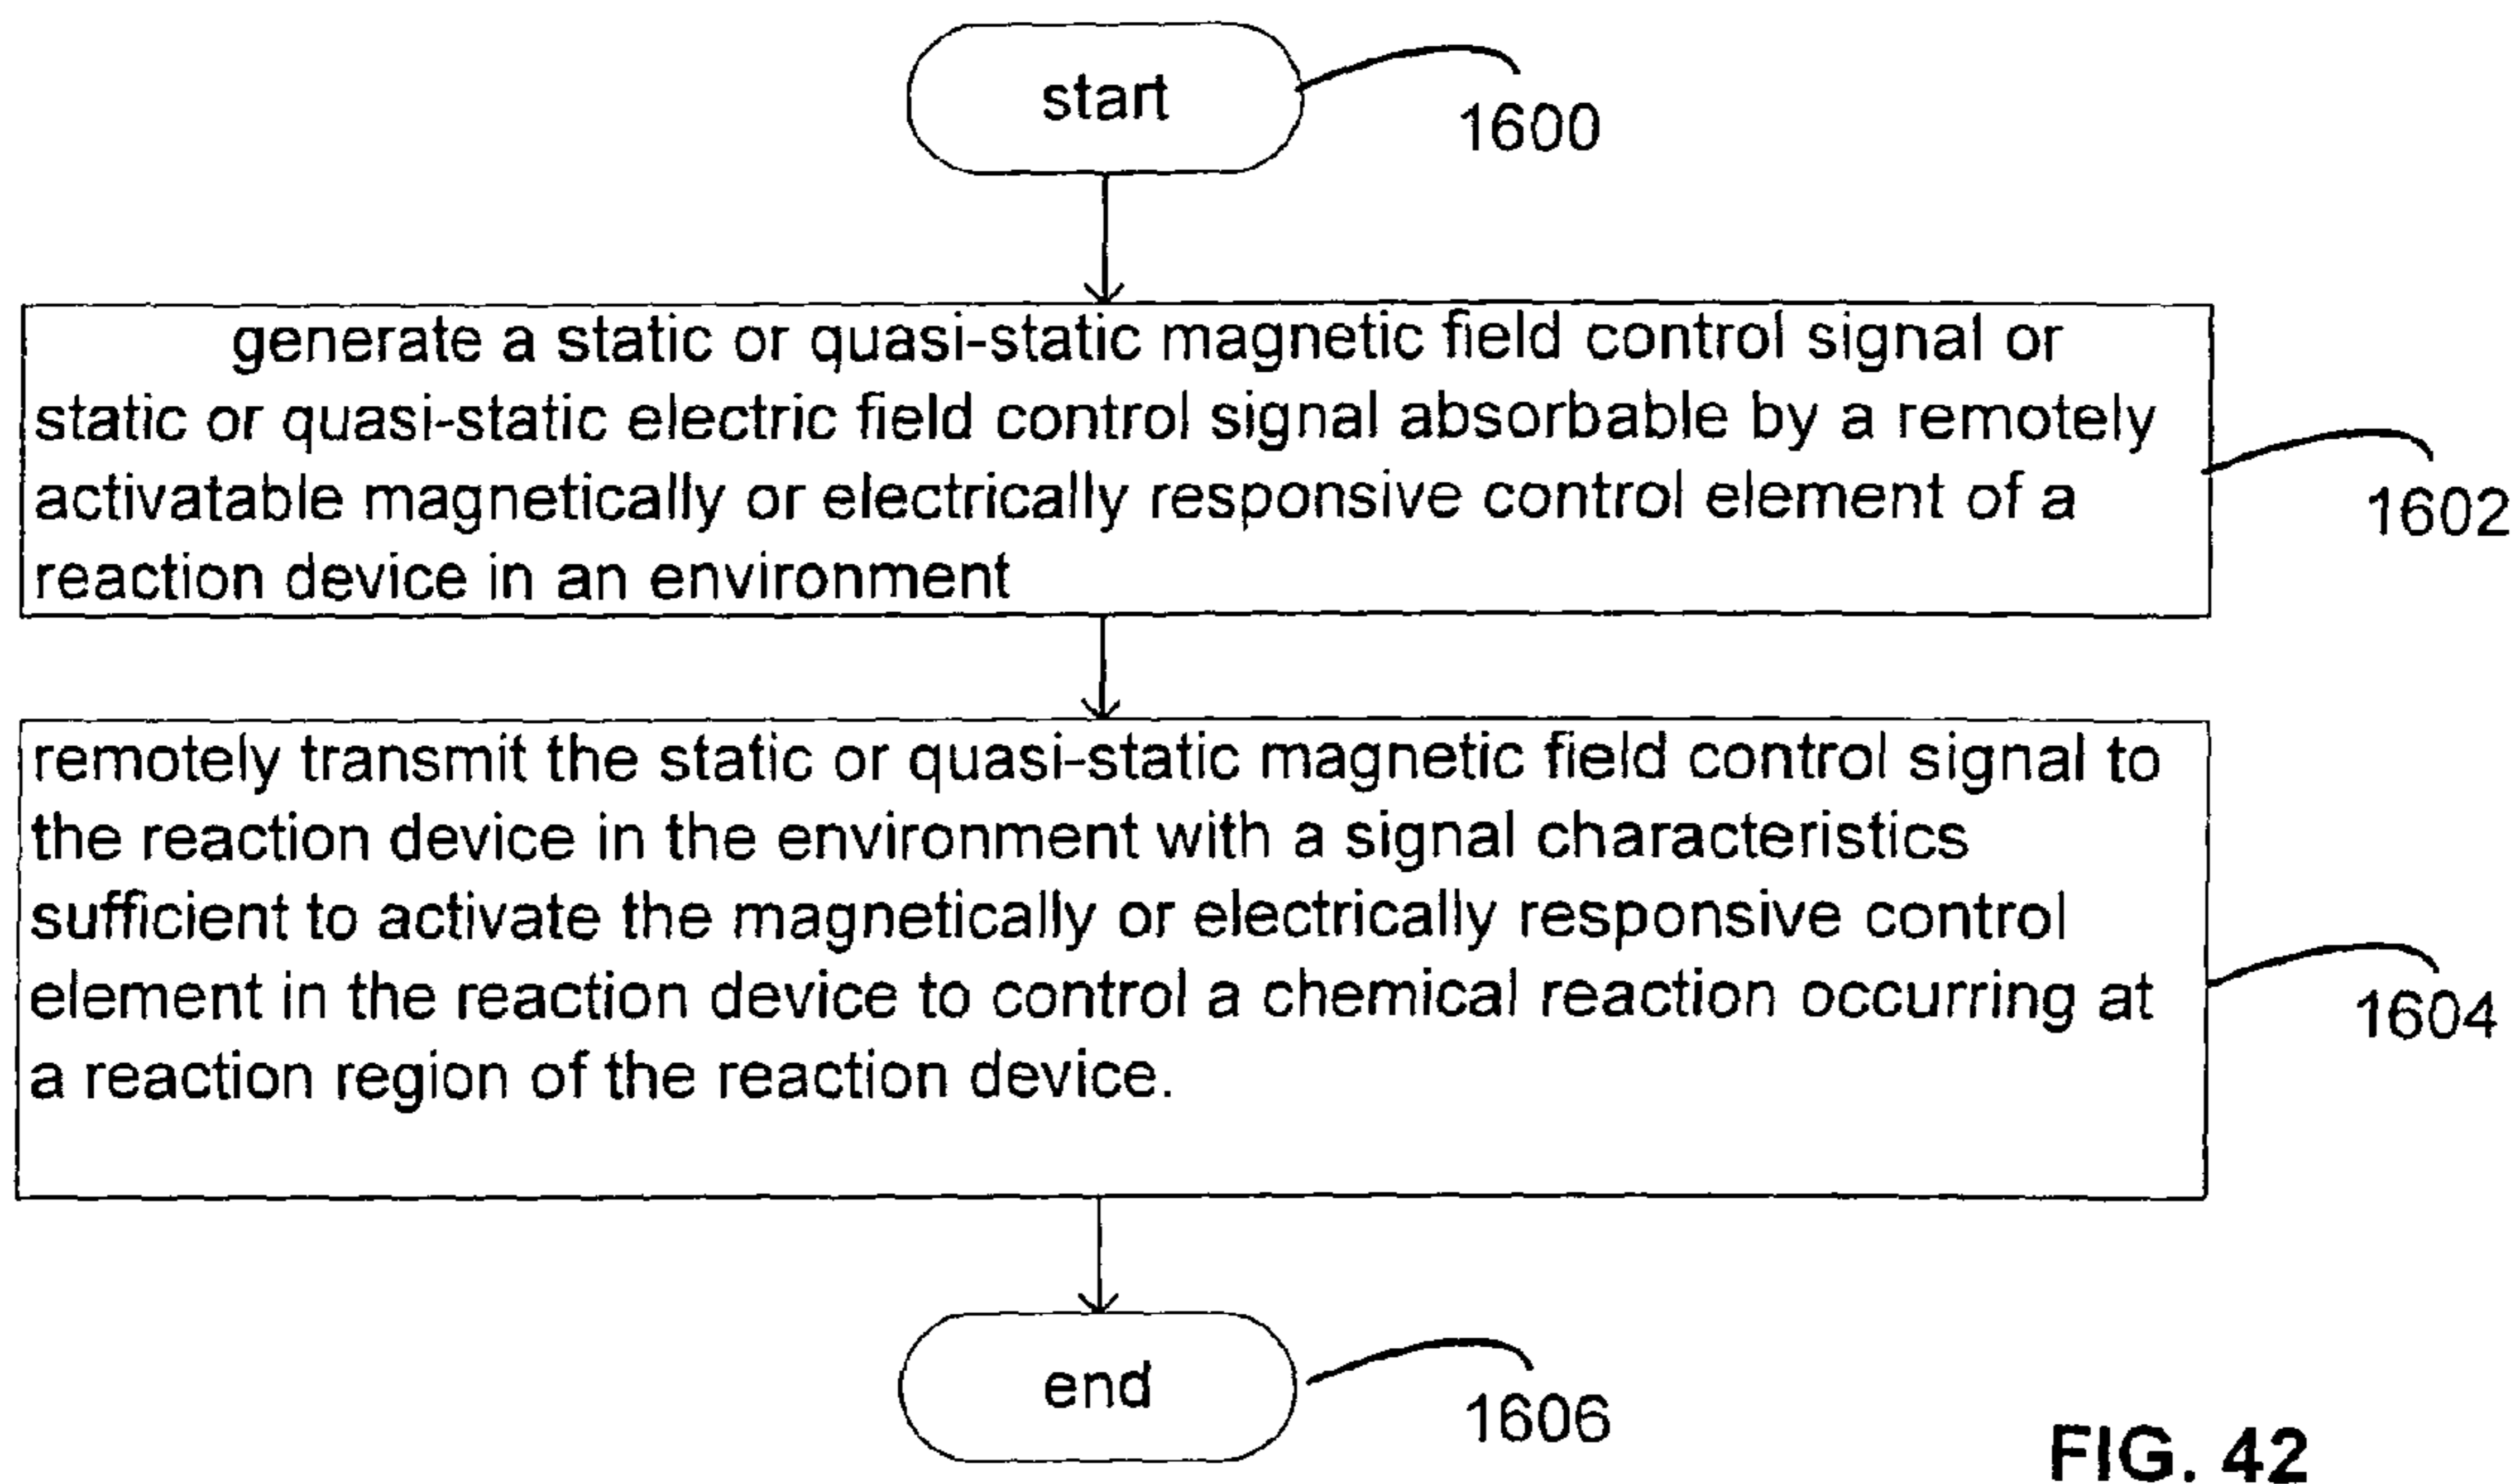 start
1600
generate a static or quasi-static magnetic field control signal or
static or quasi-static electric field control signal absorbable by a remotely
activatable magnetically or electrically responsive control element of a
reaction device in an environment
1602
remotely transmit the static or quasi-static magnetic field control signal to
the reaction device in the environment with a signal characteristics
sufficient to activate the magnetically or electrically responsive control
element in the reaction device to control a chemical reaction occurring at
a reaction region of the reaction device.
1604
end
1606
FIG. 42